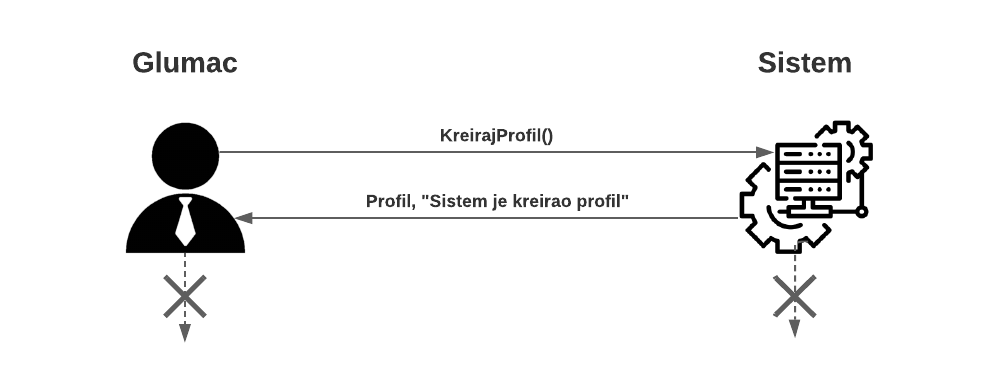 Glumac
Sistem
KreirajProfil()
Profil, "Sistem je kreirao profil"